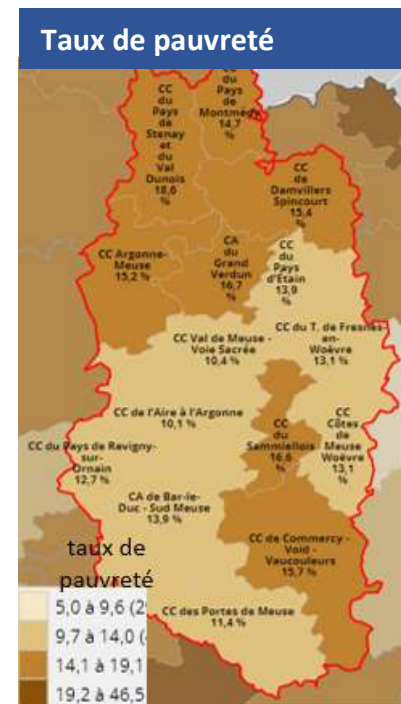 Taux de pauvreté
CC
du
Pays
de
Montmédy
14,7
%
CC
du
Pays
de
Stenay
et
du
Val
Dunois
18,6
%
CC
de
Damvillers
Spincourt
15,4
%
CC Argonne-
Meuse
15,2 %
CA
du
Grand
Verdun
16,7
%
CC
du
Pays
d'Étain
13,9
%
CC Val de Meuse -
Voie Sacrée
10,4 %
CC du T. de Fresnes-
en-
Woëvre
13,1 %
CC de l'Aire à l'Argonne
10,1 %
CC
du
Sammiellois
16,6
%
CC
Côtes
de
Meuse
Woëvre
13,1
%
CC du Pays de Revigny-
sur-
Ornain
12,7 %
CA de Bar-le-
Duc - Sud Meuse
13,9 %
CC de Commercy -
Void -
Vaucouleurs
15,7 %
CC des Portes de Meuse
11,4 %
taux de
pauvreté
5,0 à 9,6 (2
9,7 à 14,0 (
14,1 à 19,1
19,2 à 46,5